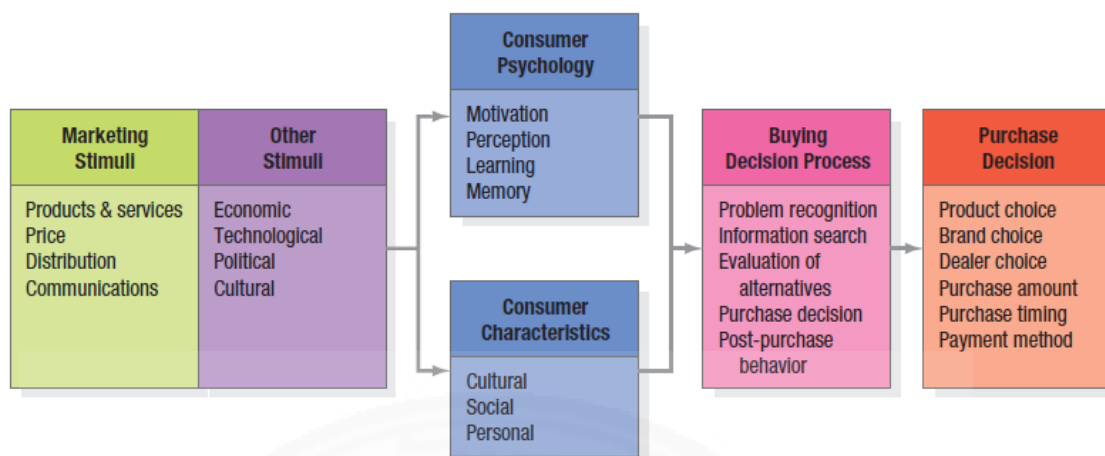 Marketing
Stimuli
Products & services
Price
Distribution
Communications
Other
Stimuli
Economic
Technological
Political
Cultural
Consumer
Psychology
Motivation
Perception
Learning
Memory
Consumer
Characteristics
Cultural
Social
Personal
Buying
Decision Process
Problem recognition
Information search
Evaluation of
alternatives
Purchase decision
Post-purchase
behavior
Purchase
Decision
Product choice
Brand choice
Dealer choice
Purchase amount
Purchase timing
Payment method